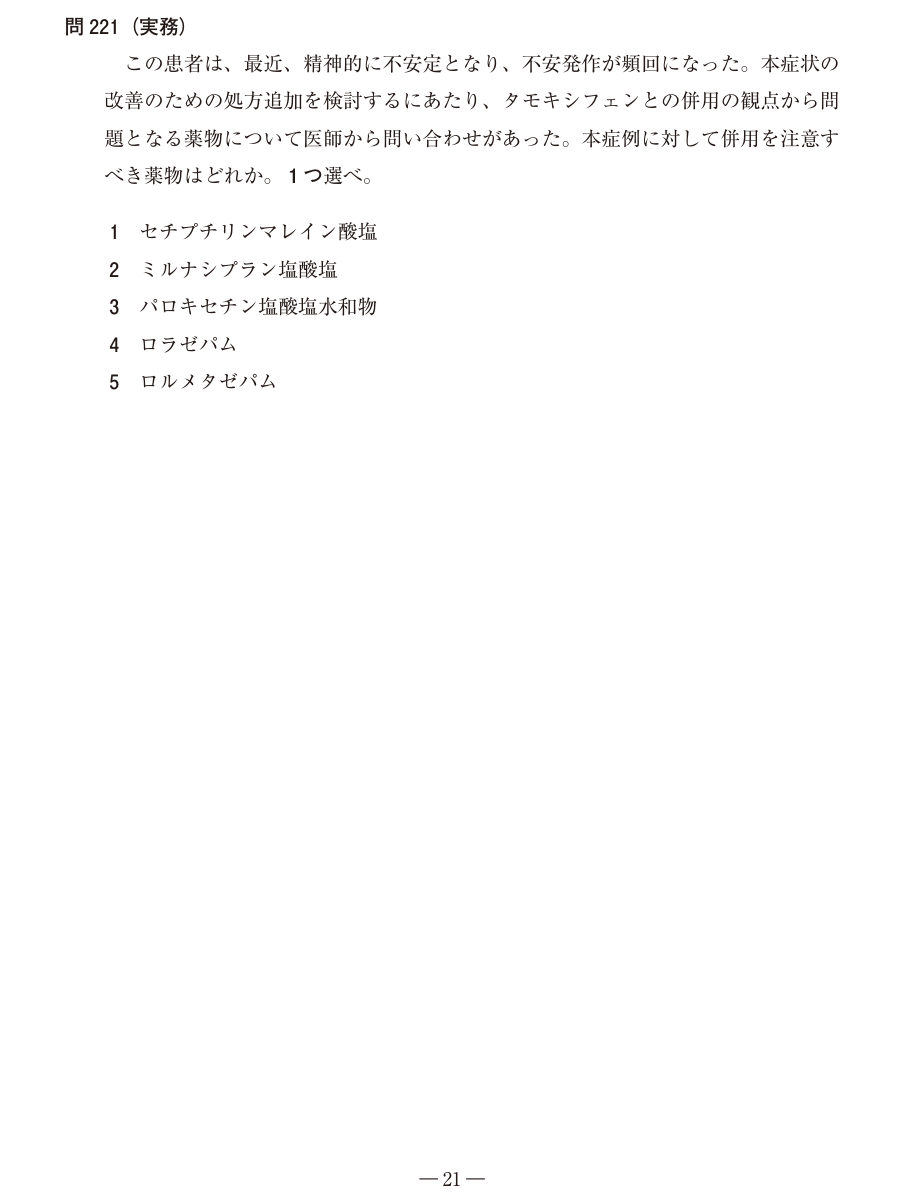 問 221（実務）
この患者は、最近、精神的に不安定となり、不安発作が頻回になった。本症状の
改善のための処方追加を検討するにあたり、タモキシフェンとの併用の観点から問
題となる薬物について医師から問い合わせがあった。本症例に対して併用を注意す
べき薬物はどれか。1つ選べ。
1 セチプチリンマレイン酸塩
2 ミルナシプラン塩酸塩
3 パロキセチン塩酸塩水和物
4 ロラゼパム
5 ロルメタゼパム
― 21 ―